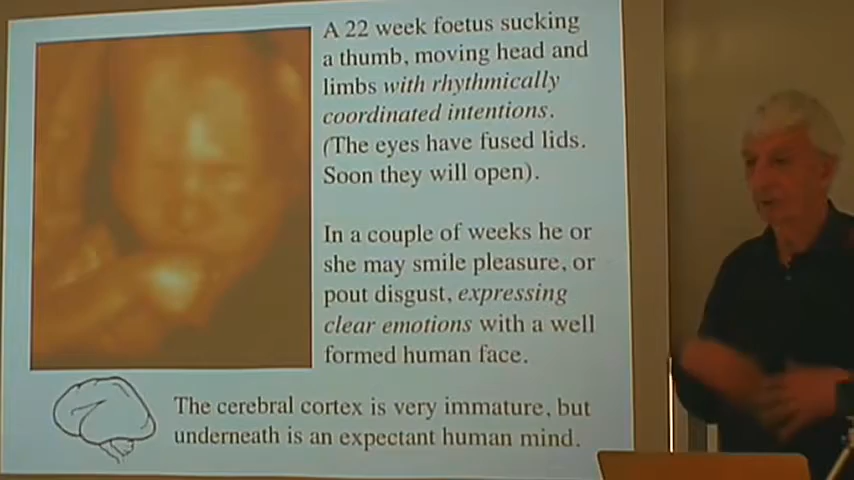 A 22 week foetus sucking
a thumb, moving head and
limbs with rhythmically
coordinated intentions.
(The eyes have fused lids.
Soon they will open).
In a couple of weeks he or
she may smile pleasure, or
pout disgust, expressing
clear emotions with a well
formed human face.
The cerebral cortex is very immature, but
underneath is an expectant human mind.